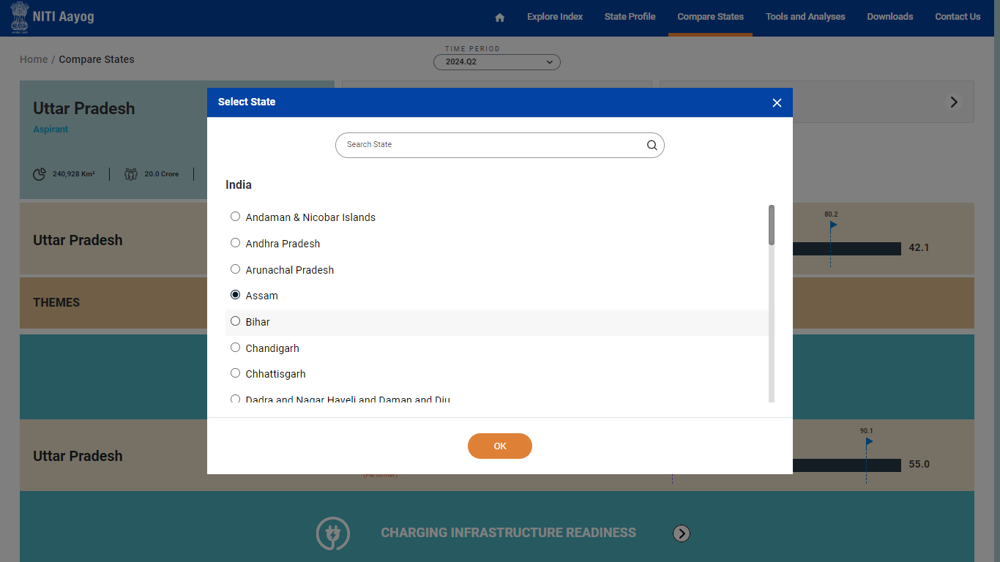 NITI Aayog
Explore Index
State Profile
Compare States
Tools and Analyses
Downloads
Contact Us
Home / Compare States
TIME PERIOD
2024.Q2
Uttar Pradesh
Aspirant
240,928 Km²
20.0 Crore
Select State
Search State
India
Andaman & Nicobar Islands
Andhra Pradesh
Arunachal Pradesh
Assam
Bihar
Chandigarh
Chhattisgarh
Dadra and Nagar Haveli and Daman and Diu
OK
Uttar Pradesh
80.2
42.1
THEMES
Uttar Pradesh
(Performer)
90.1
55.0
CHARGING INFRASTRUCTURE READINESS